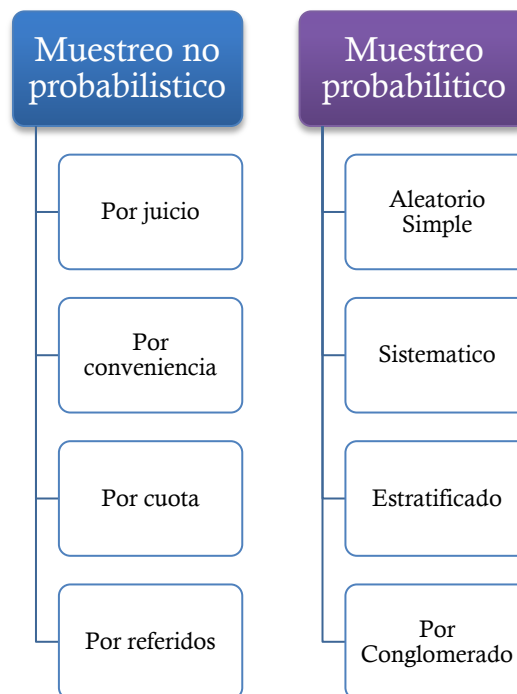 Muestreo no
probabilistico
Por juicio
Por
conveniencia
Por cuota
Por referidos
Muestreo
probabilitico
Aleatorio
Simple
Sistematico
Estratificado
Por
Conglomerado